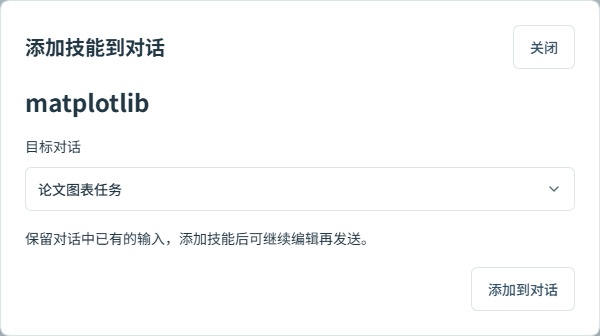 添加技能到对话
关闭
matplotlib
目标对话
论文图表任务
保留对话中已有的输入，添加技能后可继续编辑再发送。
添加到对话